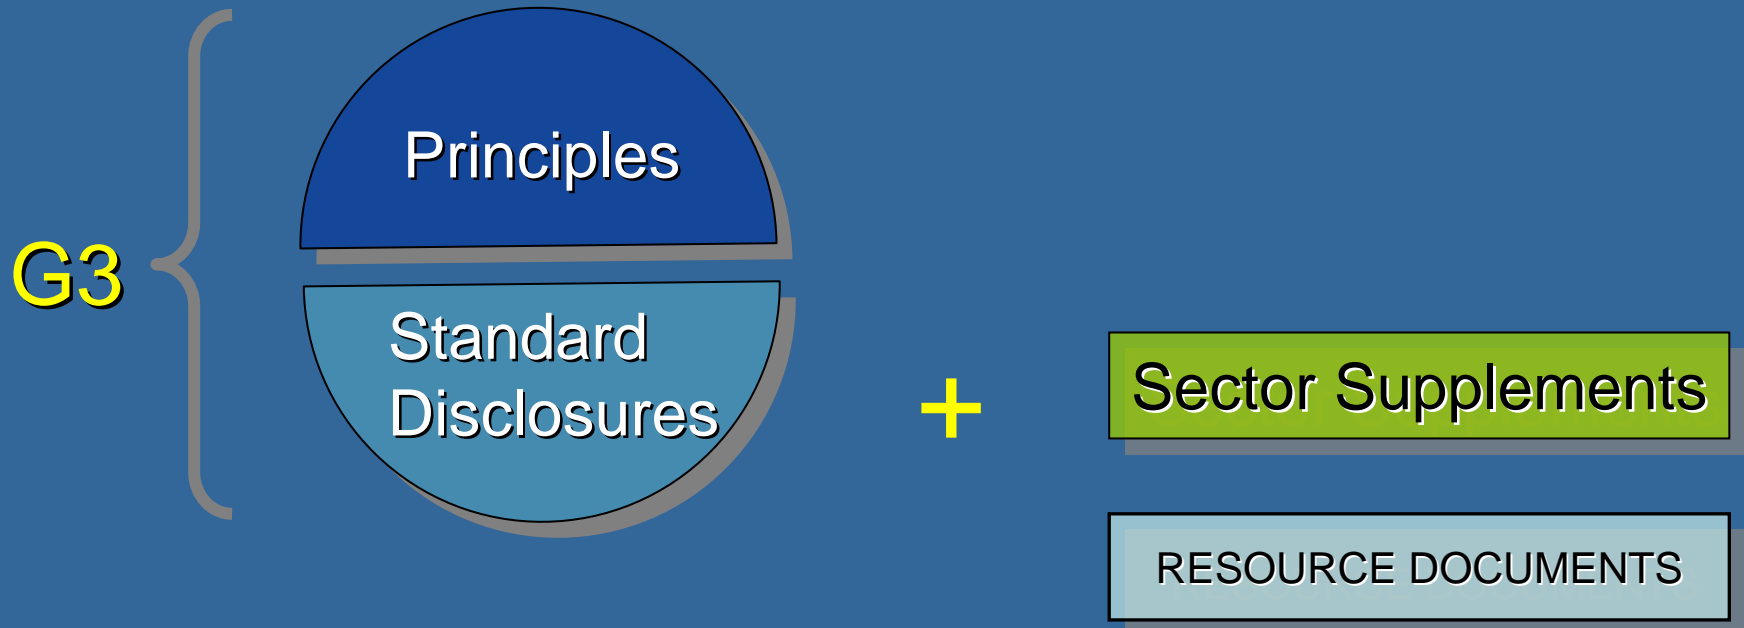 Principles
G3
Standard
Disclosures
+
Sector Supplements
RESOURCE DOCUMENTS